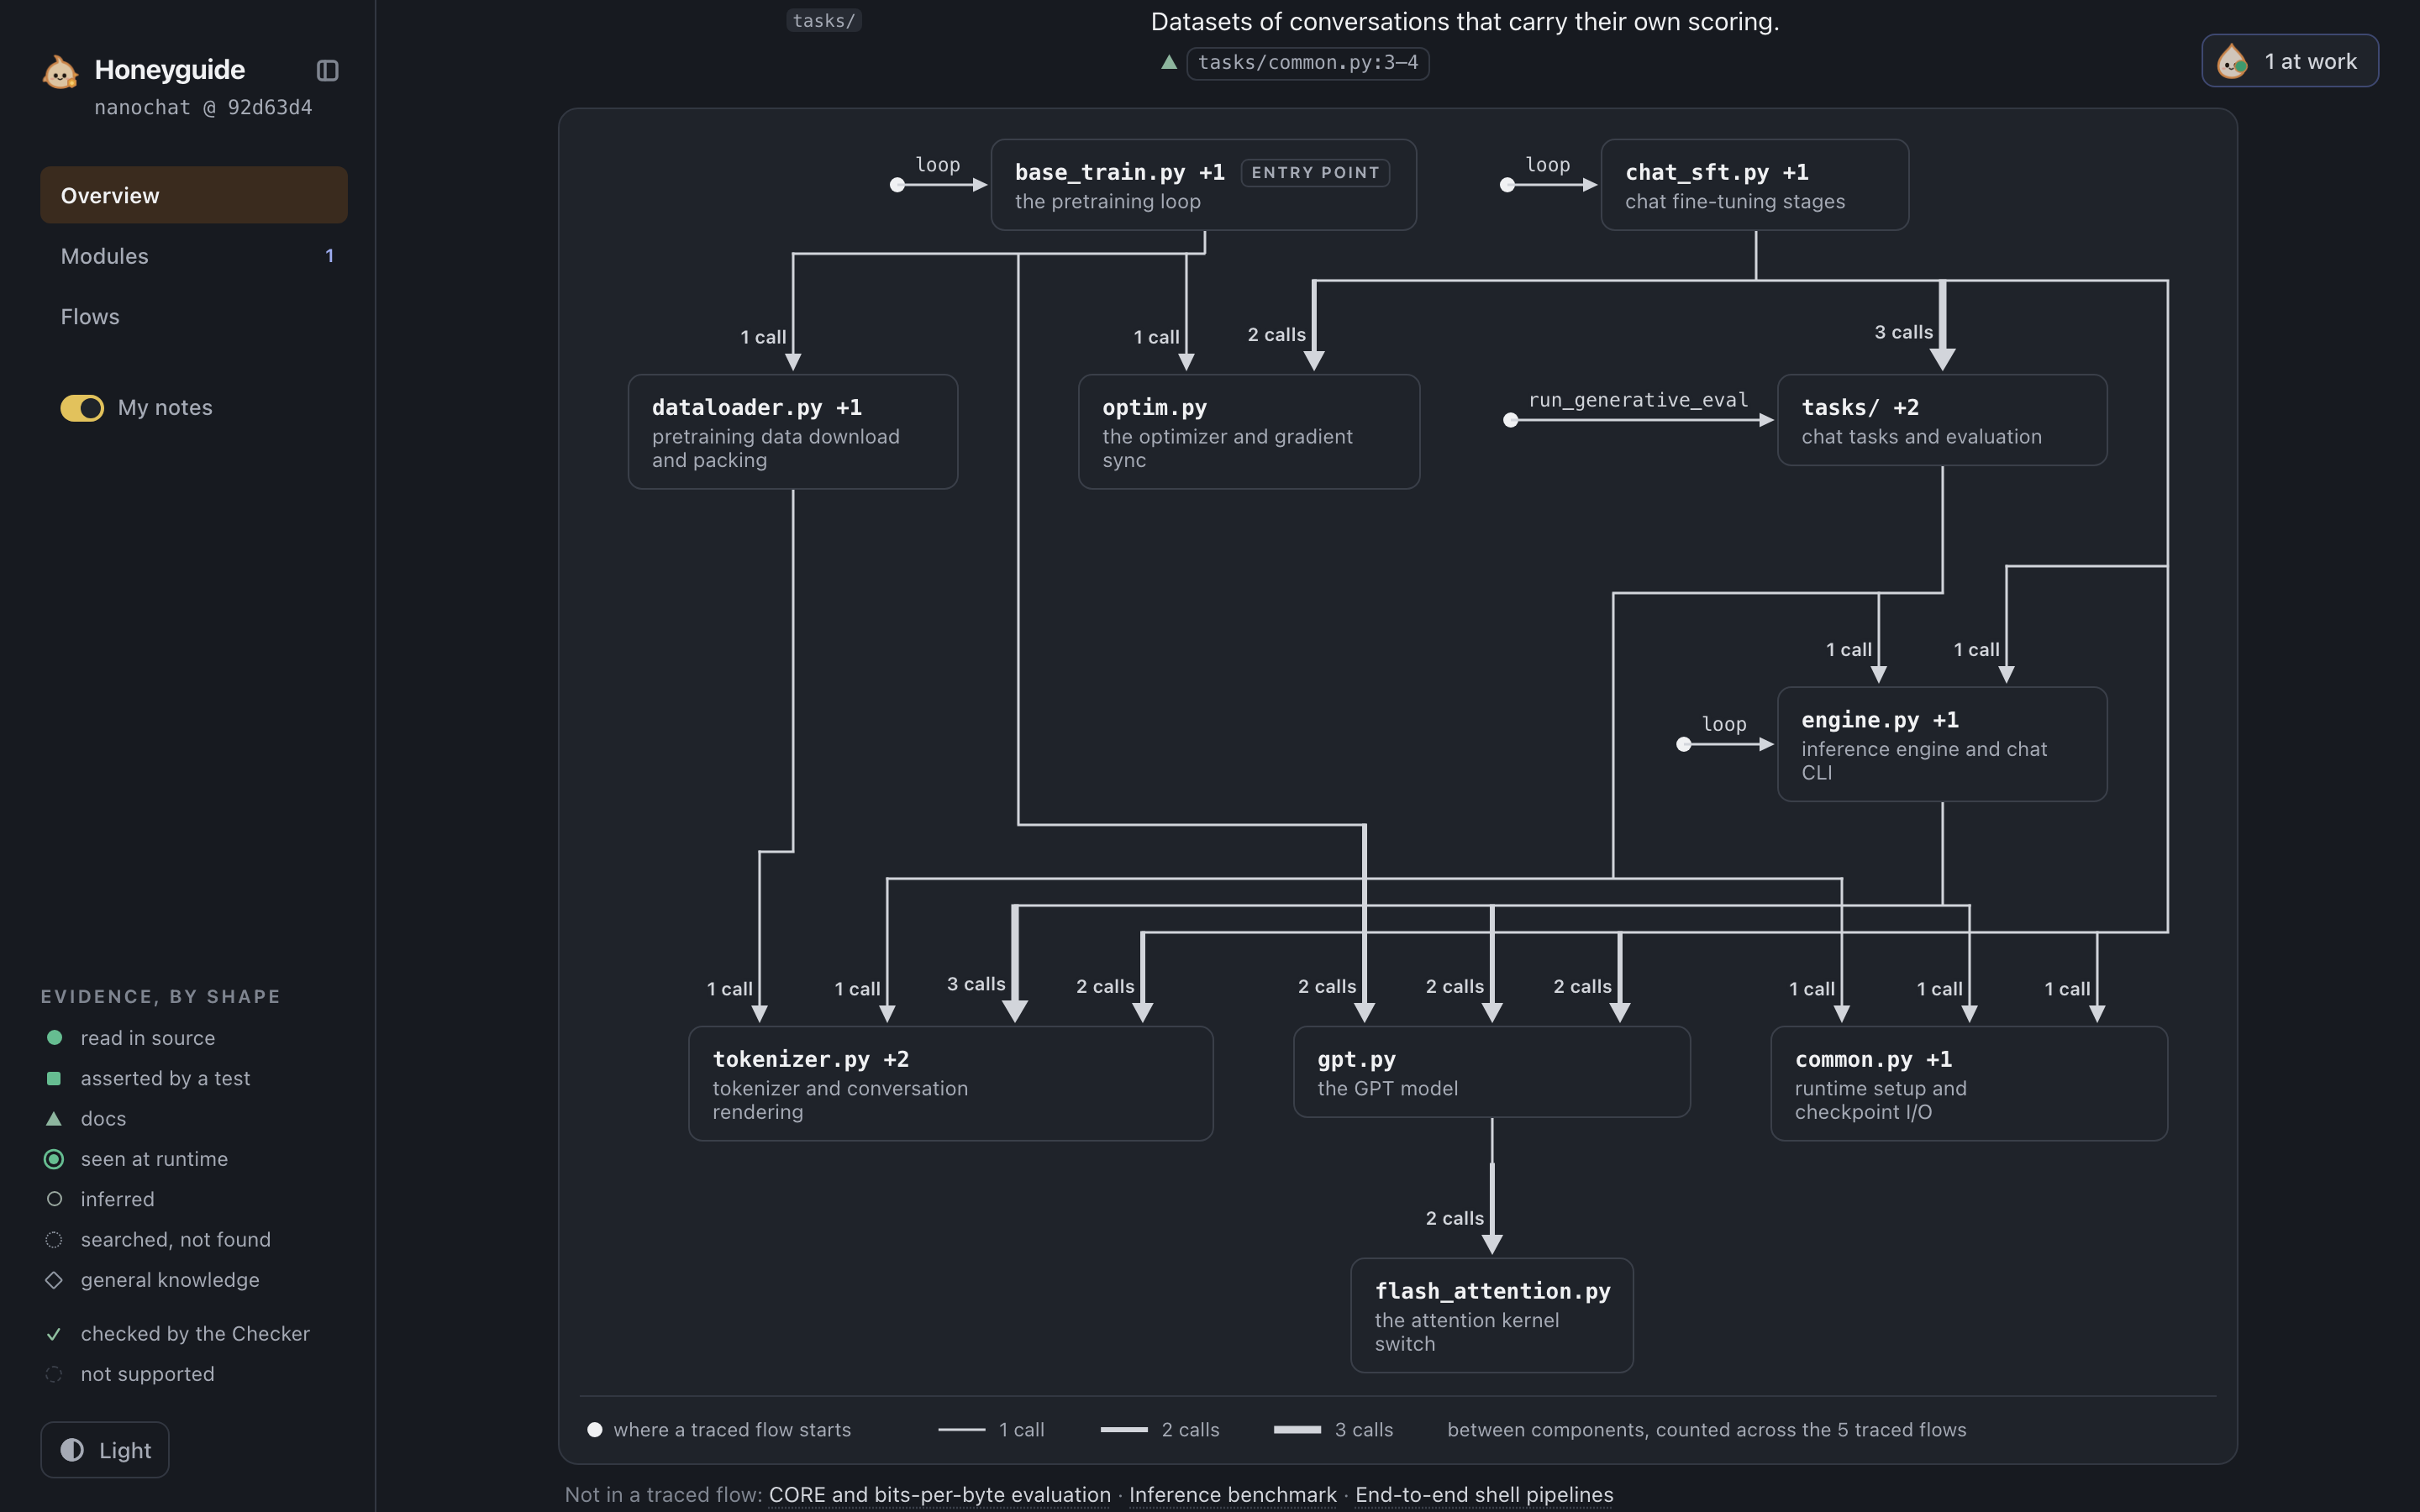 Honeyguide
nanochat @ 92d63d4
Overview
Modules 1
Flows
My notes
EVIDENCE, BY SHAPE
read in source
asserted by a test
docs
seen at runtime
inferred
searched, not found
general knowledge
checked by the Checker
not supported
Light
tasks/
Datasets of conversations that carry their own scoring.
tasks/common.py:3–4
1 at work
loop
base_train.py +1 ENTRY POINT
the pretraining loop
loop
chat_sft.py +1
chat fine-tuning stages
1 call
1 call
2 calls
3 calls
dataloader.py +1
pretraining data download
and packing
optim.py
the optimizer and gradient
sync
run_generative_eval
tasks/ +2
chat tasks and evaluation
1 call
1 call
loop
engine.py +1
inference engine and chat
CLI
1 call
1 call
3 calls
2 calls
2 calls
2 calls
2 calls
1 call
1 call
1 call
tokenizer.py +2
tokenizer and conversation
rendering
gpt.py
the GPT model
common.py +1
runtime setup and
checkpoint I/O
2 calls
flash_attention.py
the attention kernel
switch
where a traced flow starts
1 call
2 calls
3 calls
between components, counted across the 5 traced flows
Not in a traced flow: CORE and bits-per-byte evaluation · Inference benchmark · End-to-end shell pipelines